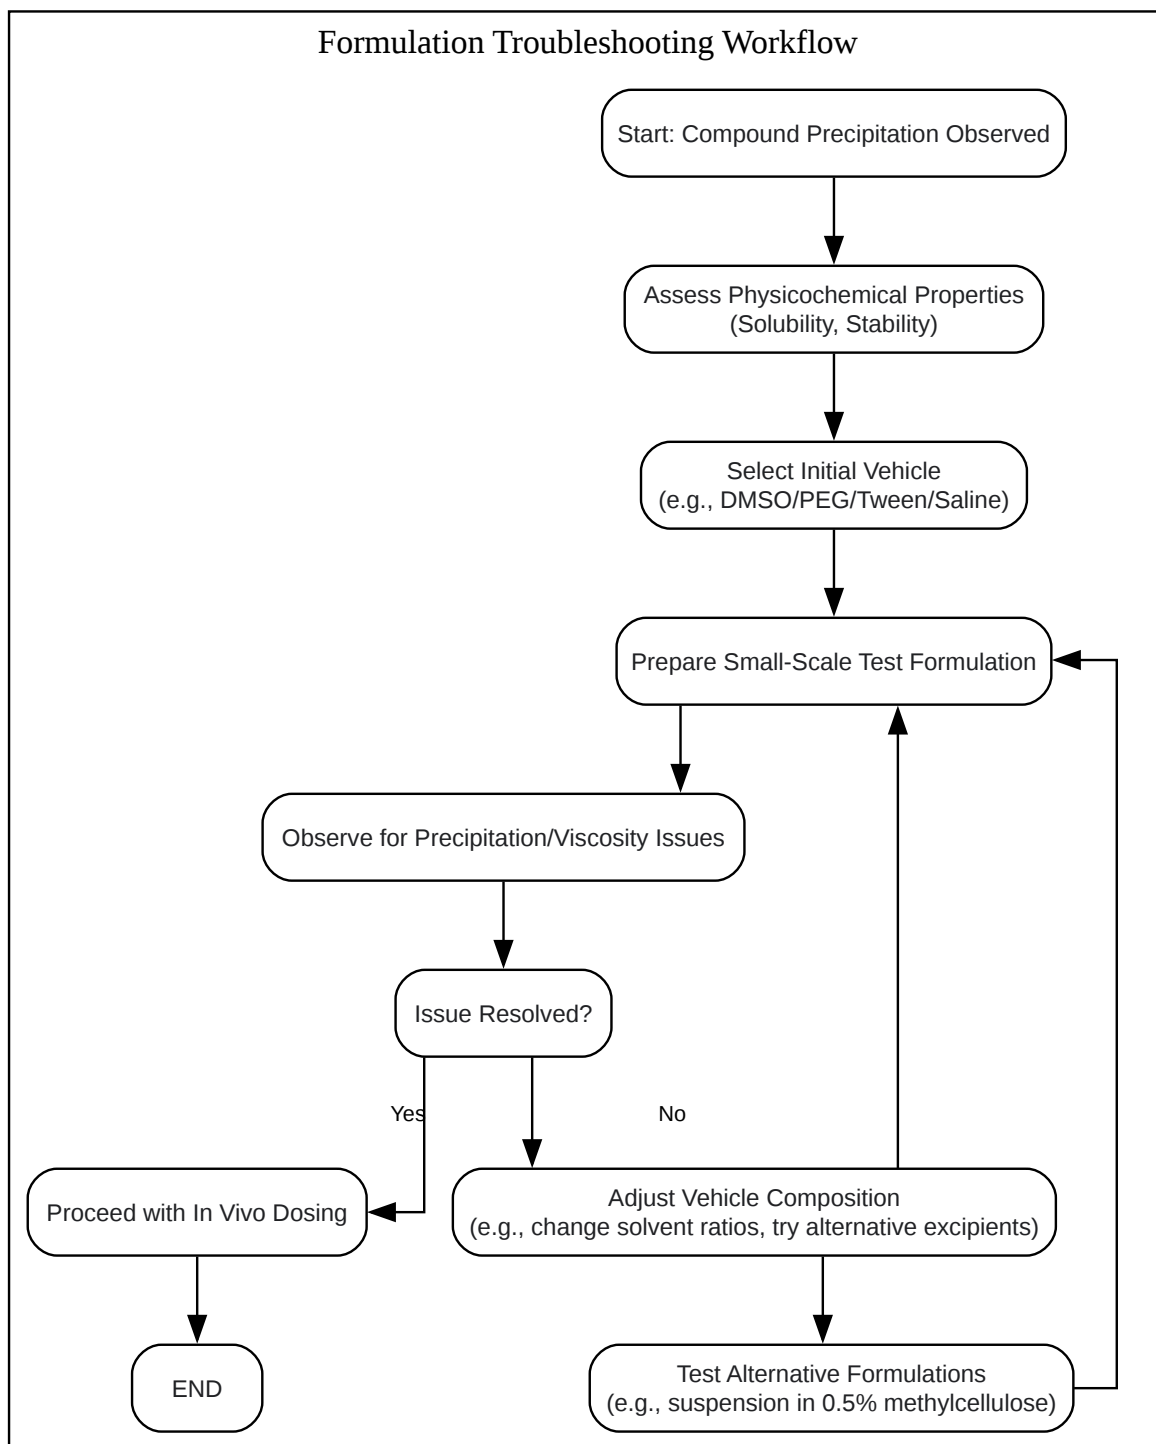 Formulation Troubleshooting Workflow
Start: Compound Precipitation Observed
Assess Physicochemical Properties
(Solubility, Stability)
Select Initial Vehicle
(e.g., DMSO/PEG/Tween/Saline)
Prepare Small-Scale Test Formulation
Observe for Precipitation/Viscosity Issues
Issue Resolved?
Yes
No
Proceed with In Vivo Dosing
Adjust Vehicle Composition
(e.g., change solvent ratios, try alternative excipients)
END
Test Alternative Formulations
(e.g., suspension in 0.5% methylcellulose)